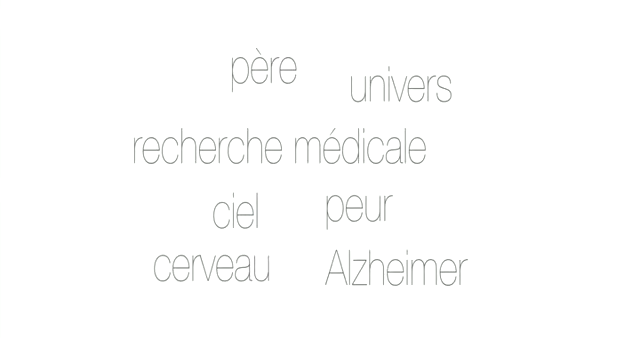 père
univers
recherche médicale
ciel
peur
cerveau
Alzheimer